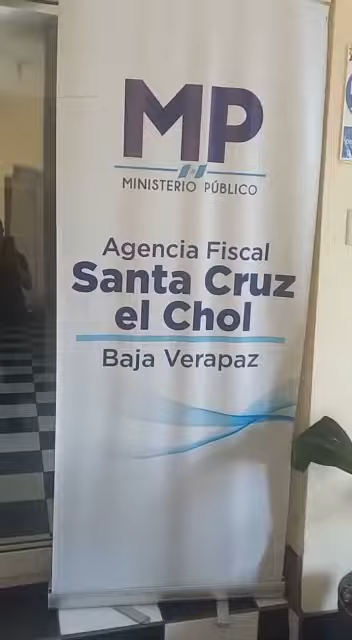 MP
MINISTERIO PÚBLICO
Agencia Fiscal
Santa Cruz
el Chol
Baja Verapaz